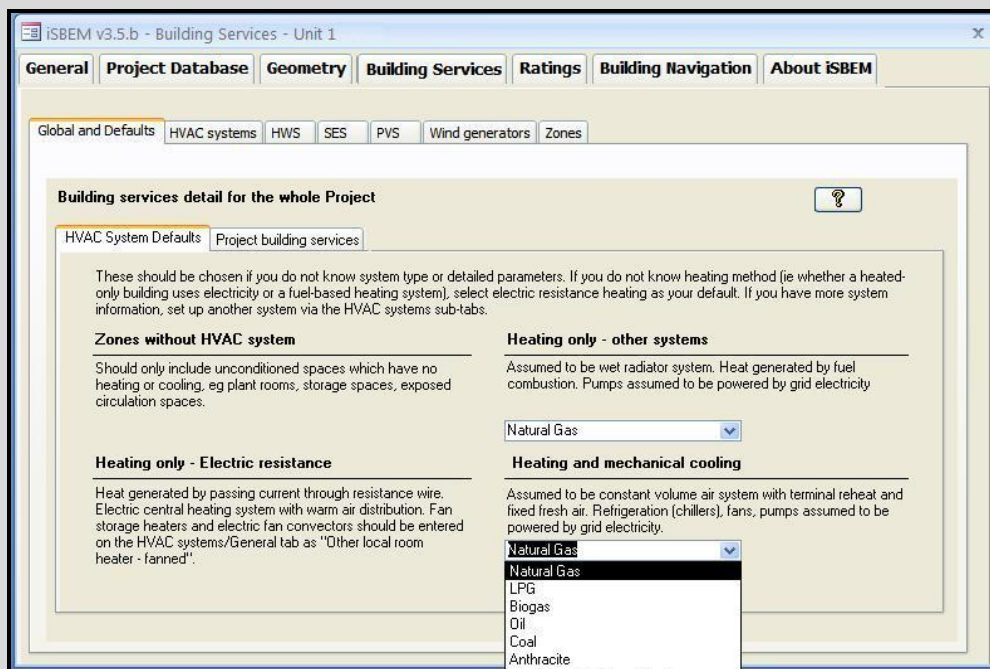 iSBEM v3.5.b - Building Services - Unit 1
General Project Database Geometry Building Services Ratings Building Navigation About iSBEM
Global and Defaults HVAC systems HWS SES PVS Wind generators Zones
Building services detail for the whole Project
?
HVAC System Defaults Project building services
These should be chosen if you do not know system type or detailed parameters. If you do not know heating method (ie whether a heated-
only building uses electricity or a fuel-based heating system), select electric resistance heating as your default. If you have more system
information, set up another system via the HVAC systems sub-tabs.
Zones without HVAC system
Should only include unconditioned spaces which have no
heating or cooling, eg plant rooms, storage spaces, exposed
circulation spaces.
Heating only - other systems
Assumed to be wet radiator system. Heat generated by fuel
combustion. Pumps assumed to be powered by grid electricity
Natural Gas
Heating only - Electric resistance
Heat generated by passing current through resistance wire.
Electric central heating system with warm air distribution. Fan
storage heaters and electric fan convectors should be entered
on the HVAC systems/General tab as "Other local room
heater - fanned".
Heating and mechanical cooling
Assumed to be constant volume air system with terminal reheat and
fixed fresh air. Refrigeration (chillers), fans, pumps assumed to be
powered by grid electricity.
Natural Gas
Natural Gas
LPG
Biogas
Oil
Coal
Anthracite